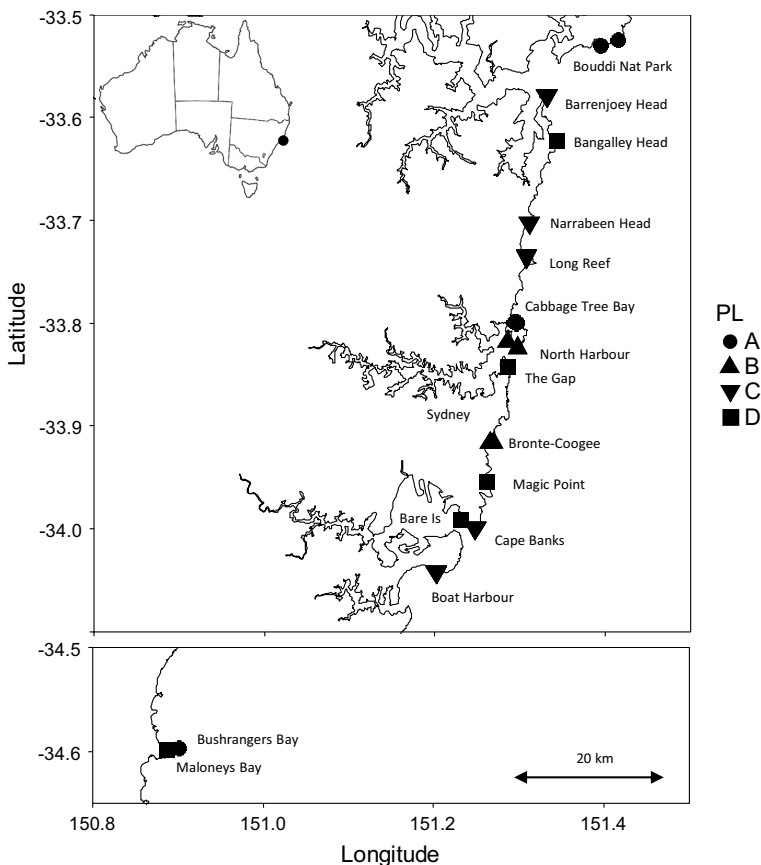 -33.5
Bouddi Nat Park
Barrenjoey Head
-33.6
Bangalley Head
-33.7
Narrabeen Head
Long Reef
Cabbage Tree Bay
-33.8
North Harbour
The Gap
Sydney
-33.9
Bronte-Coogee
Magic Point
Bare Is
-34.0
Cape Banks
Boat Harbour
Latitude
PL
A
B
C
D
-34.5
Bushrangers Bay
-34.6
Maloneys Bay
20 km
150.8 151.0 151.2 151.4
Longitude